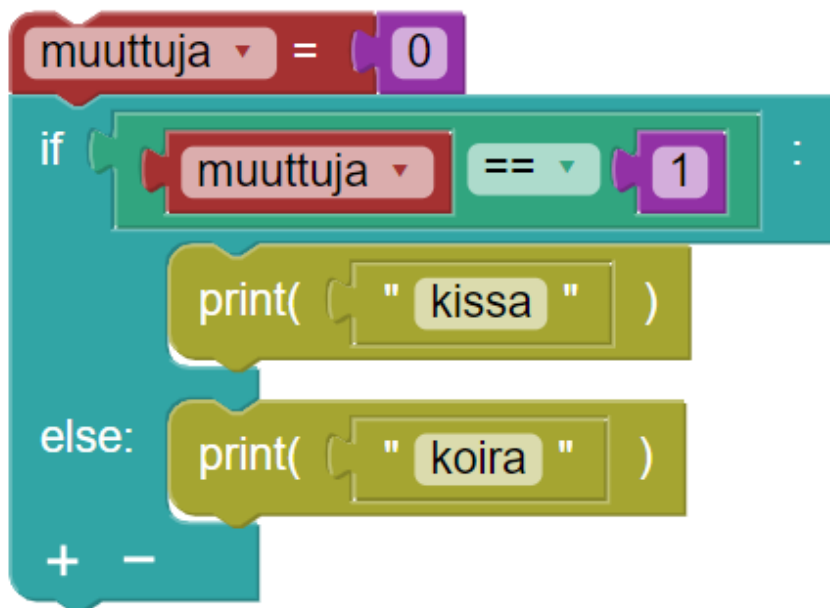 muuttuja = 0
if muuttuja == 1 :
print( " kissa " )
else: print( " koira " )
+ −